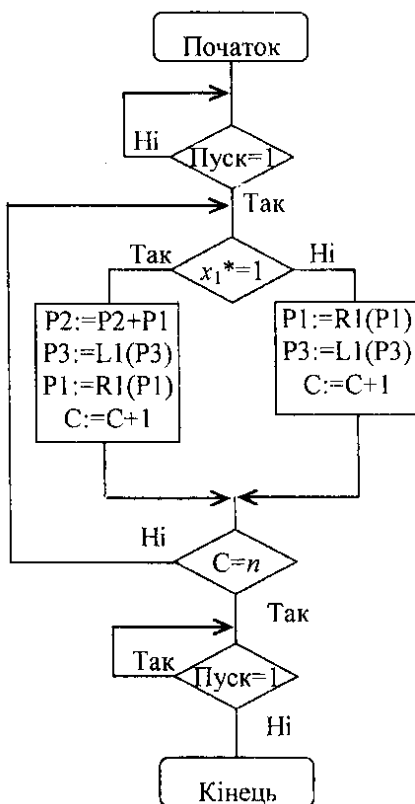 Початок
Ні
Пуск=1
Так
Так
x₁*=1
Ні
P2:=P2+P1
P3:=L1(P3)
P1:=R1(P1)
C:=C+1
P1:=R1(P1)
P3:=L1(P3)
C:=C+1
Ні
C=n
Так
Так
Пуск=1
Ні
Кінець